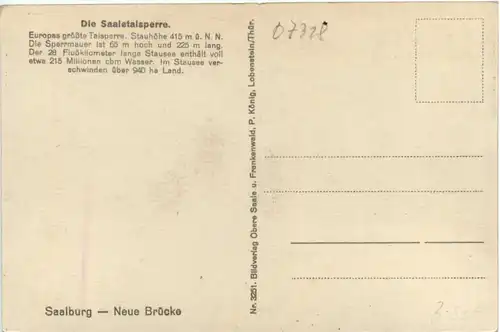 Die Saaletalsperre.
Europas größte Talsperre. Stauhöhe 415 m ü. N. N.
Die Sperrmauer ist 65 m hoch und 225 m lang.
Der 28 Flußkilometer lange Stausee enthält voll
etwa 215 Millionen cbm Wasser. Im Stausee ver-
schwinden über 940 ha Land.
Saalburg — Neue Brücke
Nr. 3251. Bildverlag Obere Saale u. Frankenwald, P. König, Lobenstein/Thür.
07328